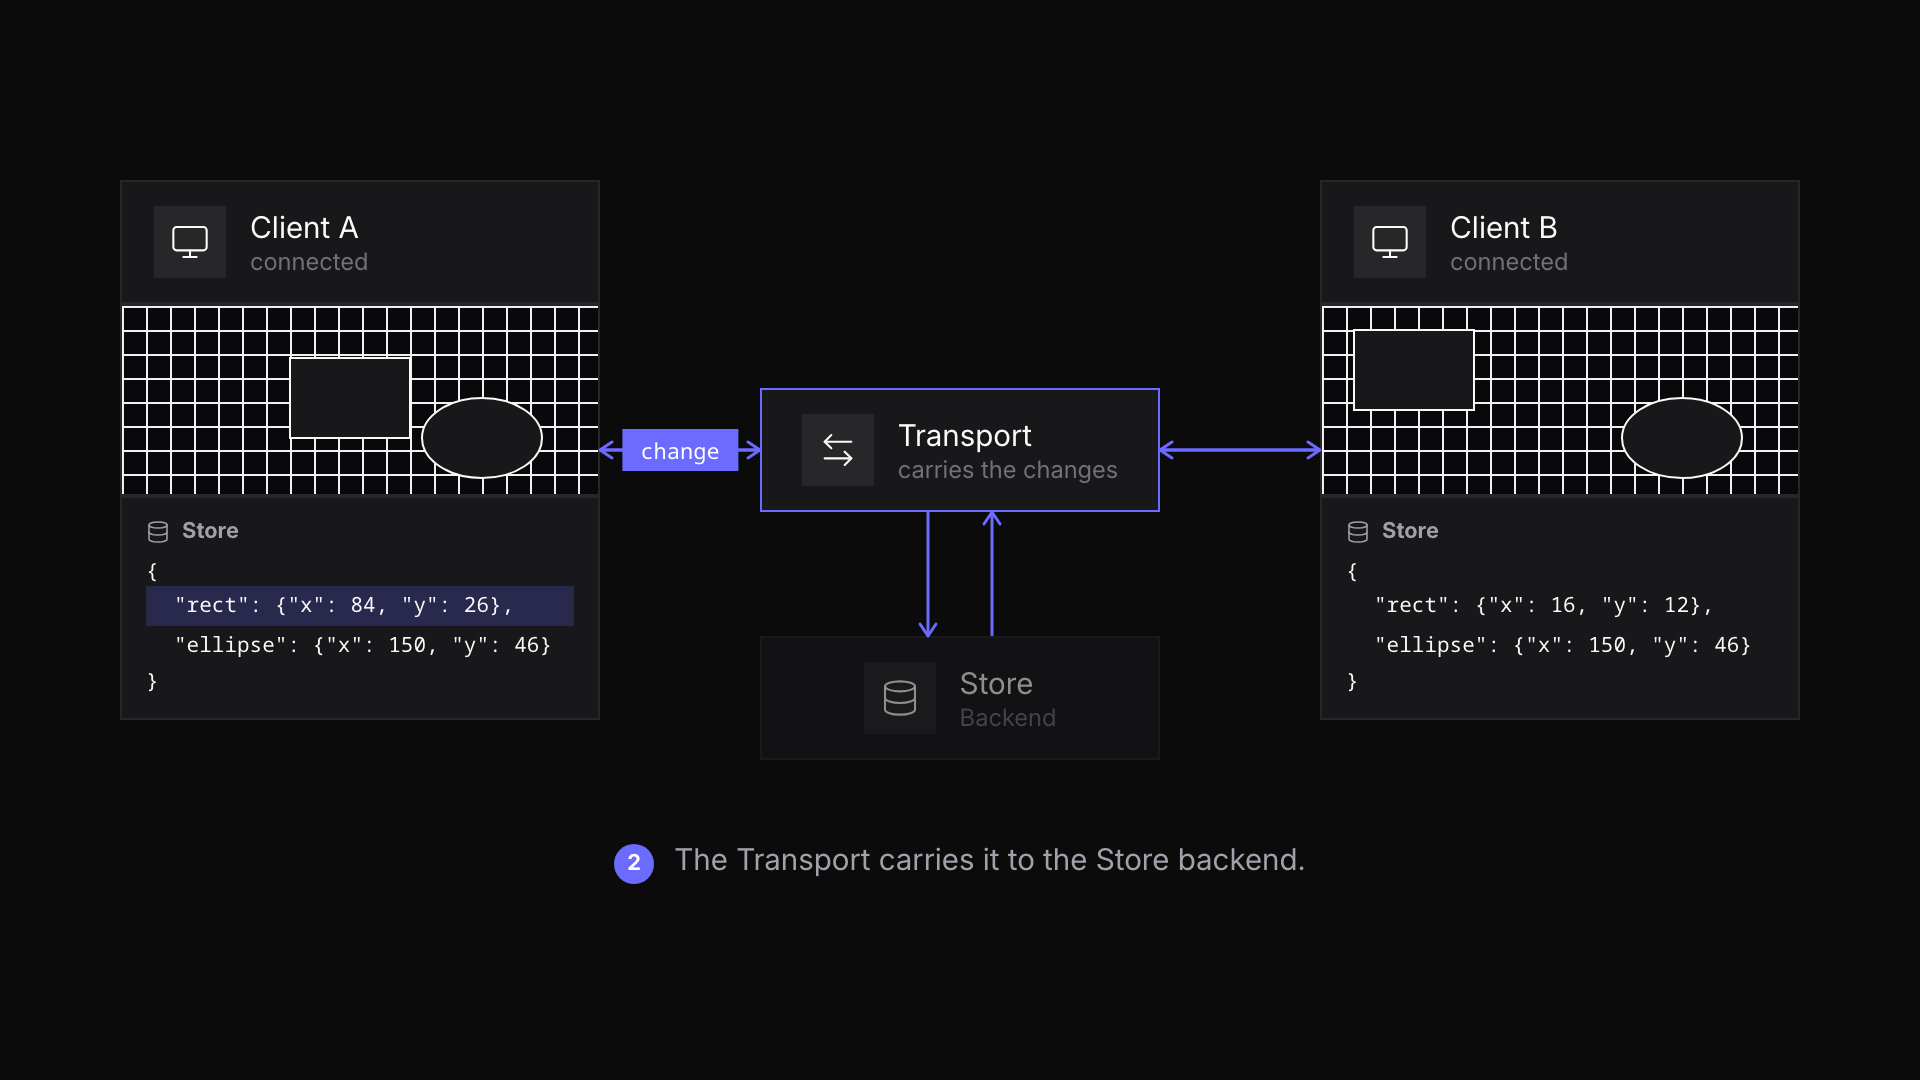 Client A
connected
Store
{
"rect": {"x": 84, "y": 26},
"ellipse": {"x": 150, "y": 46}
}
change
Transport
carries the changes
Store
Backend
Client B
connected
Store
{
"rect": {"x": 16, "y": 12},
"ellipse": {"x": 150, "y": 46}
}
2 The Transport carries it to the Store backend.